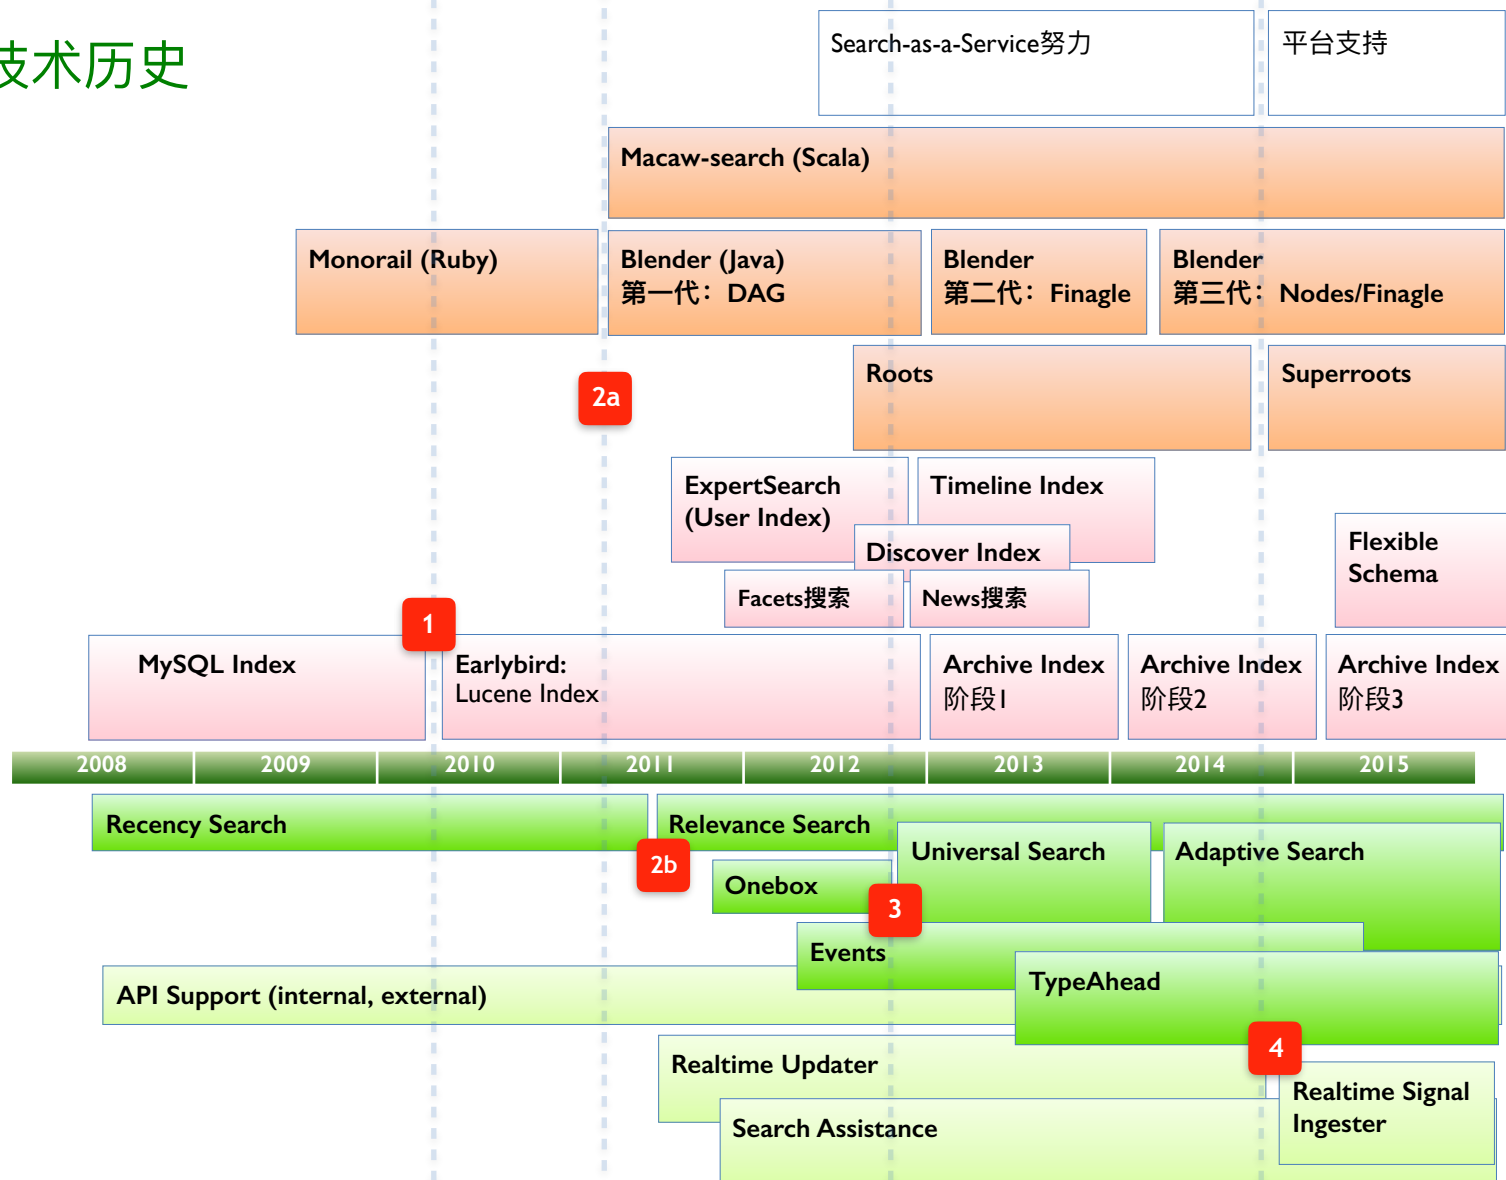 技术历史
Search-as-a-Service努力
平台支持
Macaw-search (Scala)
Monorail (Ruby)
Blender (Java)
第一代：DAG
Blender
第二代：Finagle
Blender
第三代：Nodes/Finagle
Roots
Superroots
2a
ExpertSearch
(User Index)
Timeline Index
Discover Index
Flexible
Schema
Facets搜索
News搜索
1
MySQL Index
Earlybird:
Lucene Index
Archive Index
阶段1
Archive Index
阶段2
Archive Index
阶段3
2008
2009
2010
2011
2012
2013
2014
2015
Recency Search
Relevance Search
2b
Universal Search
Adaptive Search
Onebox
3
Events
TypeAhead
API Support (internal, external)
4
Realtime Updater
Realtime Signal
Ingester
Search Assistance